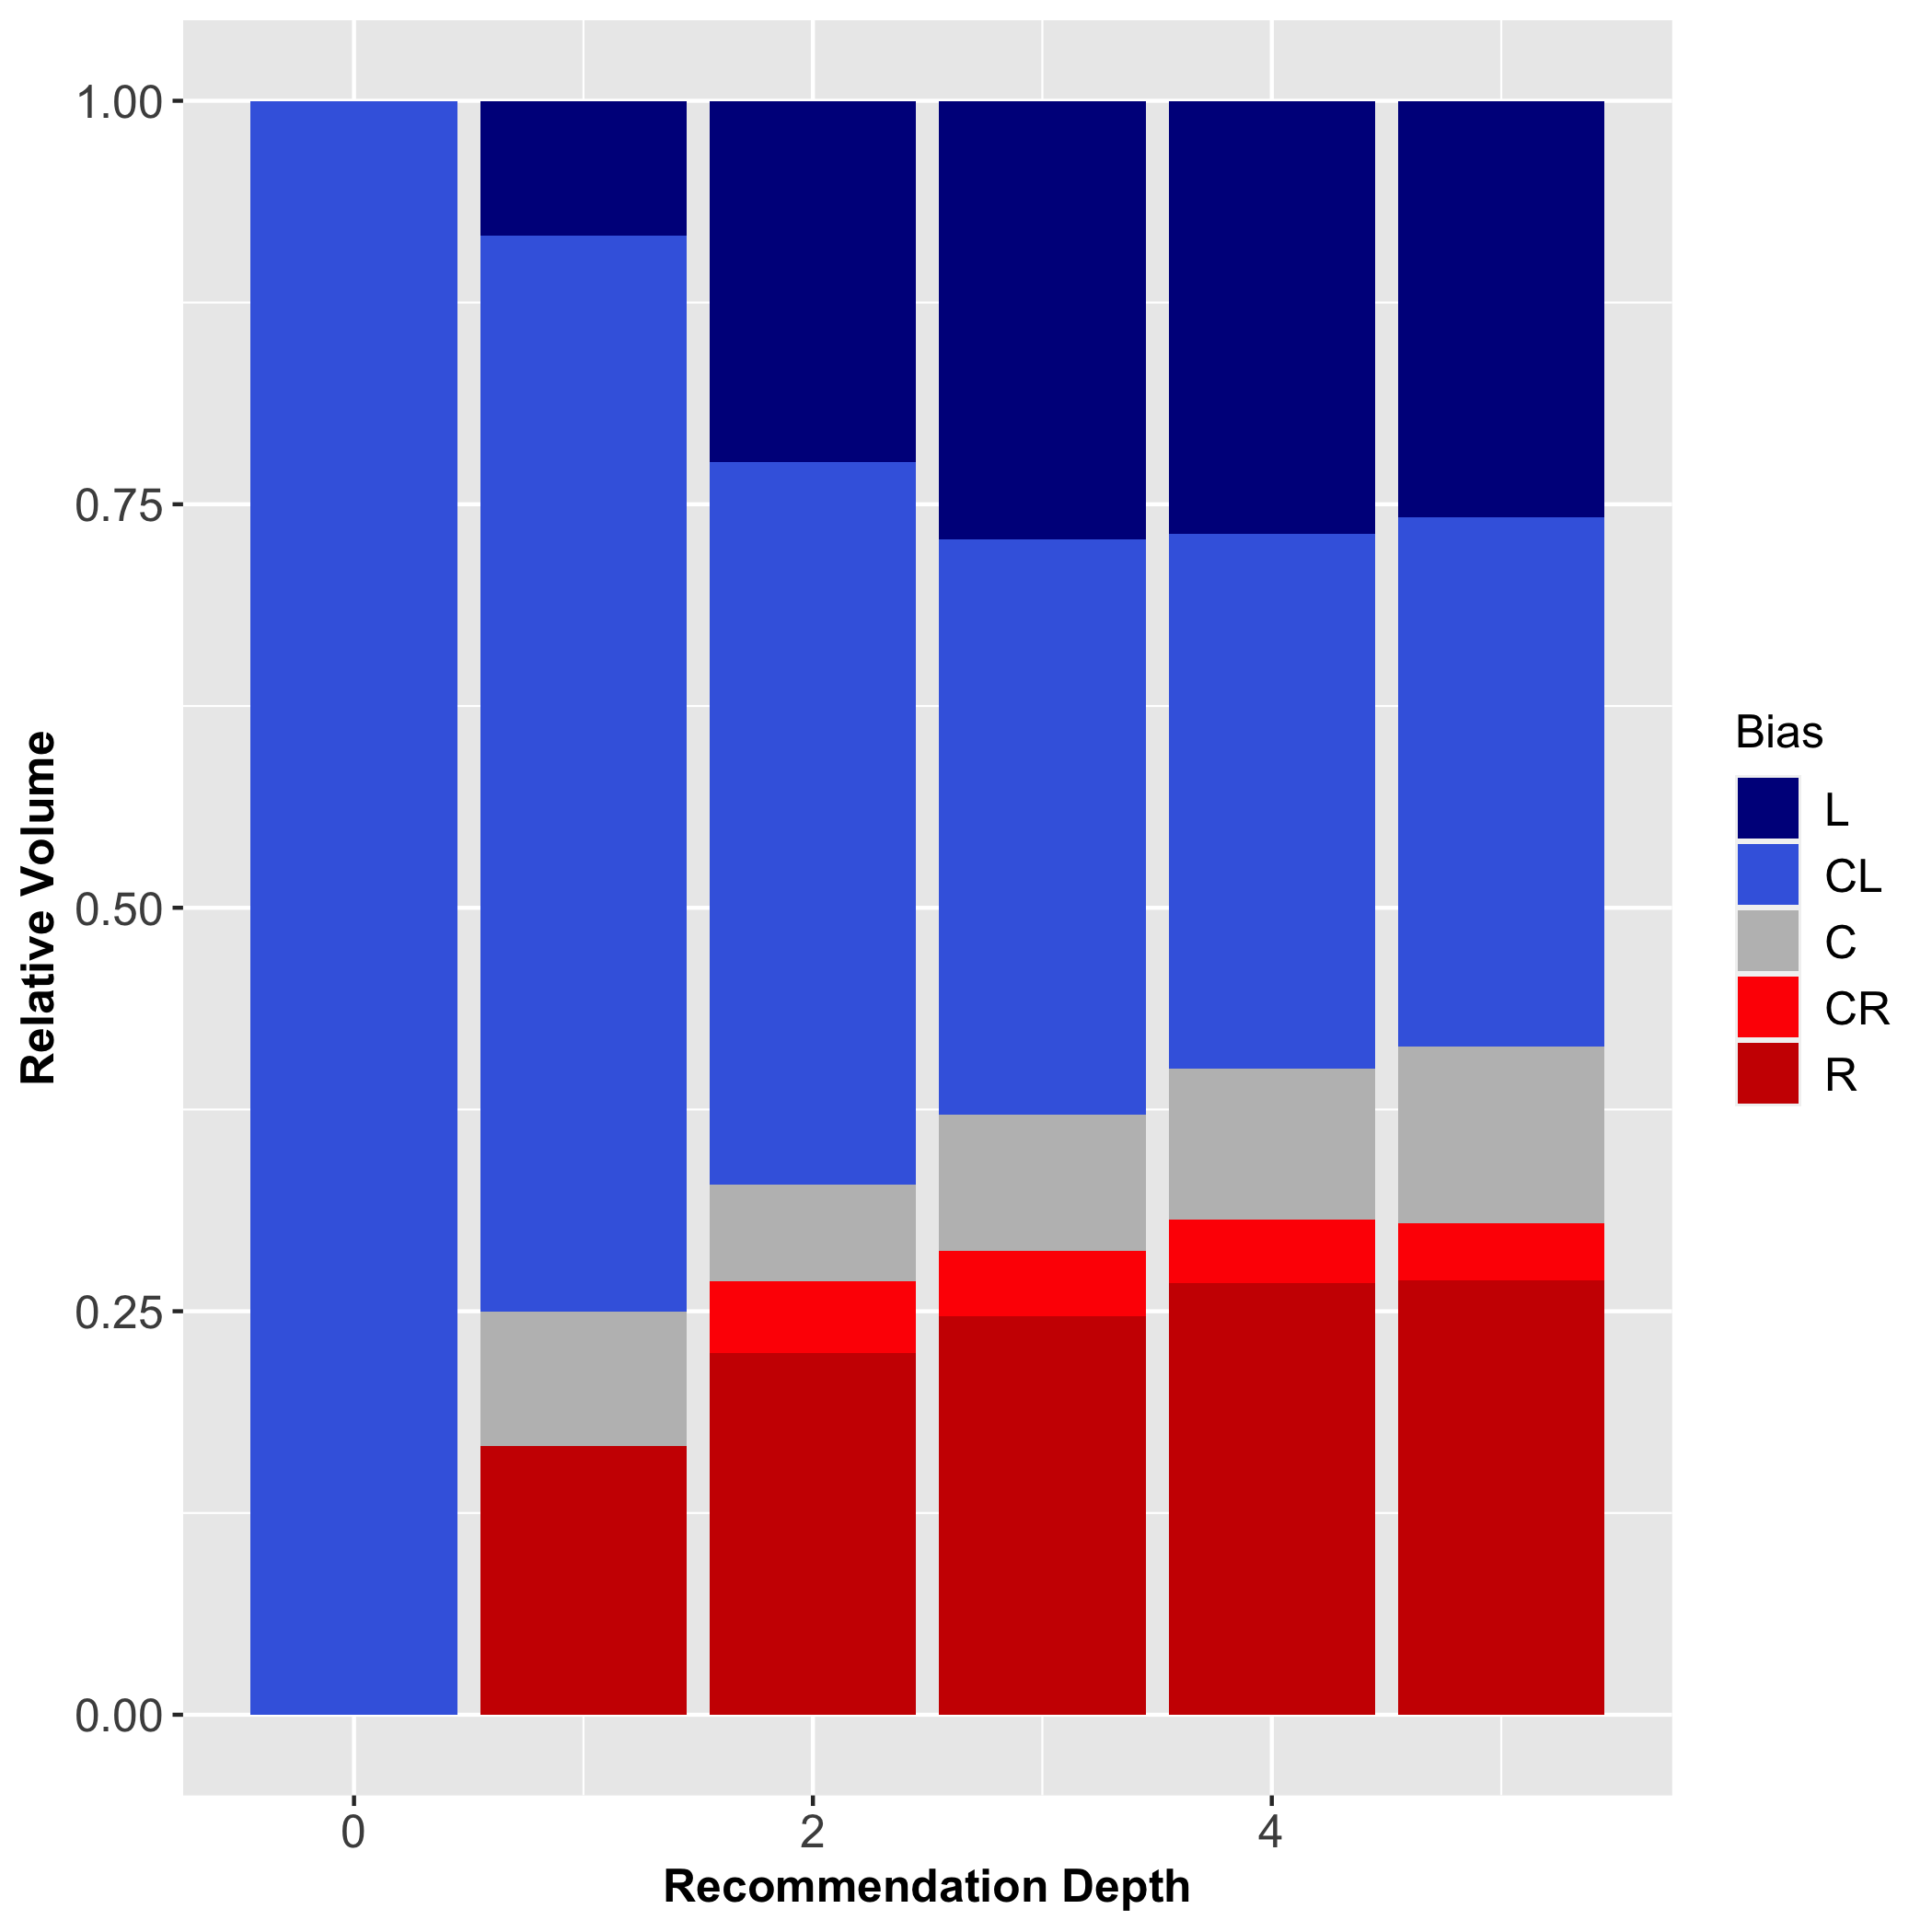 1.00
0.75
0.50
0.25
0.00
Relative Volume
0
2
4
Recommendation Depth
Bias
L
CL
C
CR
R